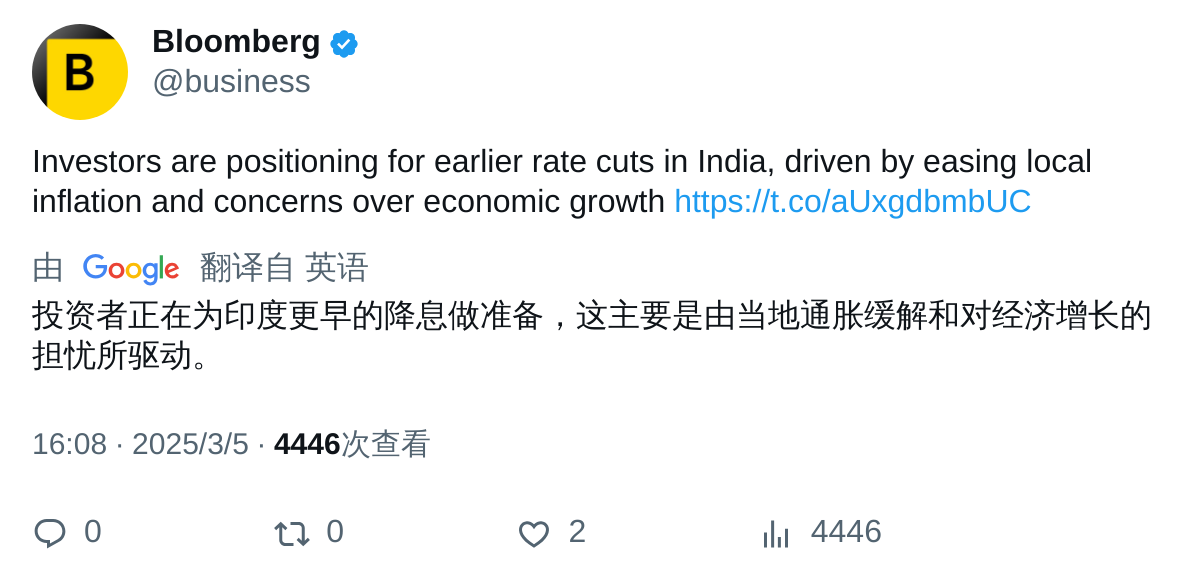 B
Bloomberg
@business
Investors are positioning for earlier rate cuts in India, driven by easing local
inflation and concerns over economic growth https://t.co/aUxgdbmbUC
由 Google 翻译自 英语
投资者正在为印度更早的降息做准备，这主要是由当地通胀缓解和对经济增长的
担忧所驱动。
16:08 · 2025/3/5 · 4446次查看
0 0 2 4446